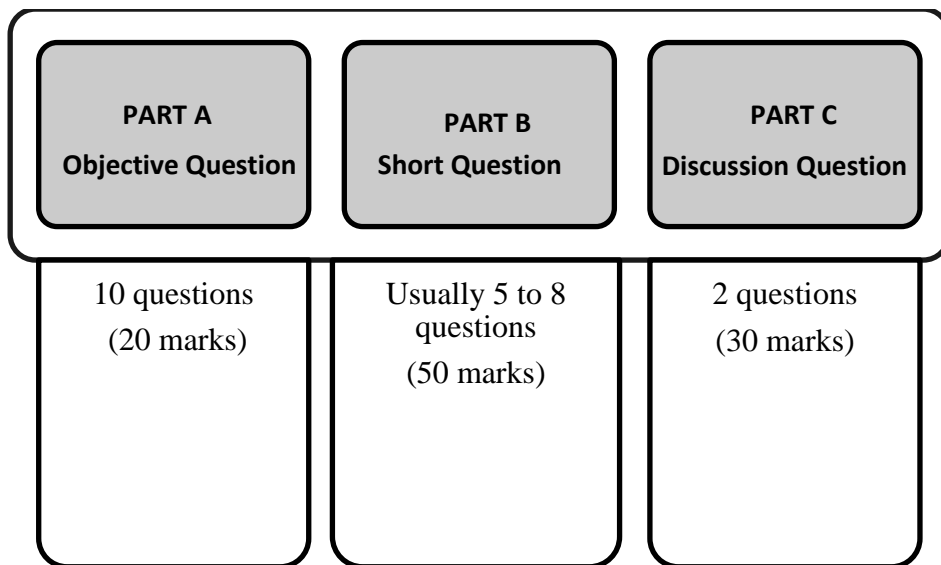 PART A
Objective Question
PART B
Short Question
PART C
Discussion Question
10 questions
(20 marks)
Usually 5 to 8
questions
(50 marks)
2 questions
(30 marks)